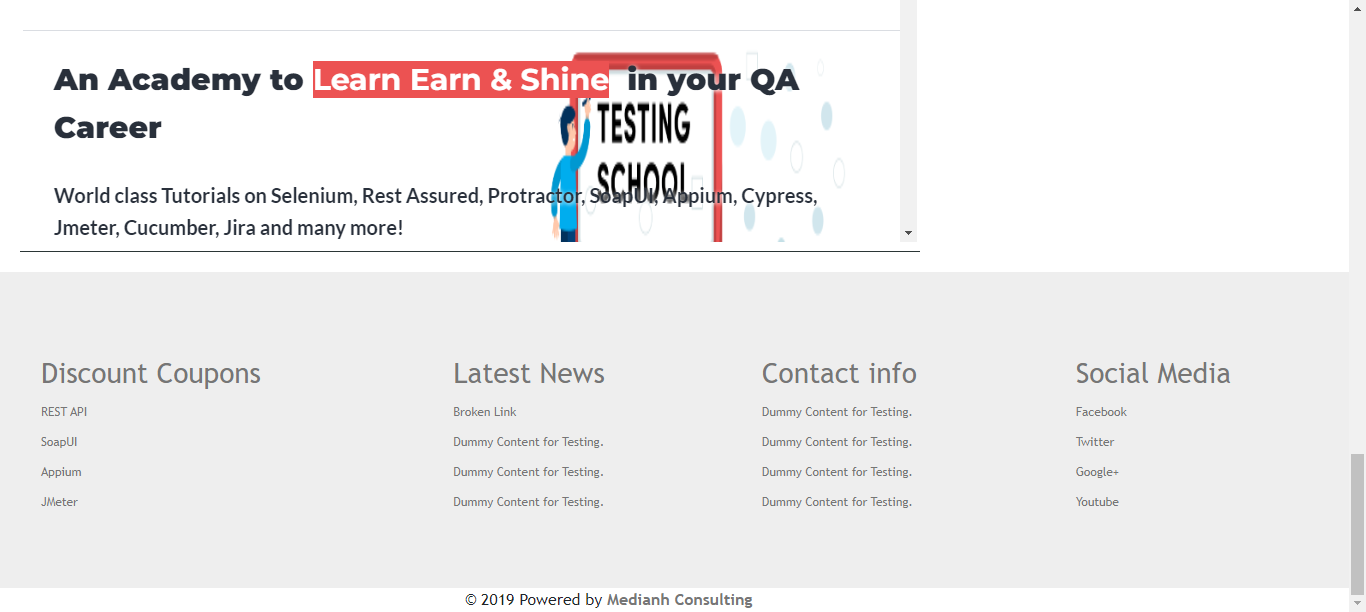 An Academy to Learn Earn & Shine in your QA
Career
TESTING
SCHOOL
World class Tutorials on Selenium, Rest Assured, Protractor, SoapUI, Appium, Cypress,
Jmeter, Cucumber, Jira and many more!
Discount Coupons
REST API
SoapUI
Appium
JMeter
Latest News
Broken Link
Dummy Content for Testing.
Dummy Content for Testing.
Dummy Content for Testing.
Contact info
Dummy Content for Testing.
Dummy Content for Testing.
Dummy Content for Testing.
Dummy Content for Testing.
Social Media
Facebook
Twitter
Google+
Youtube
© 2019 Powered by Medianh Consulting